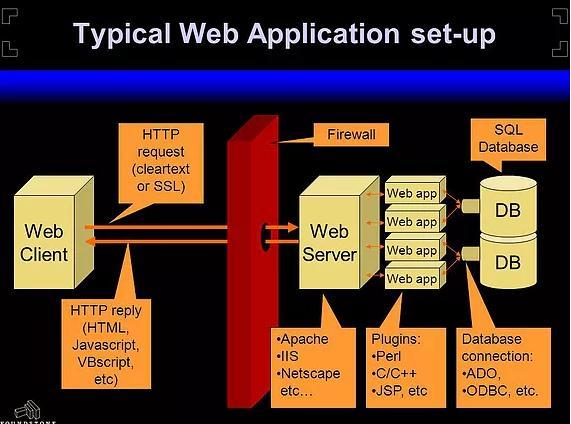 Typical Web Application set-up
HTTP
request
(cleartext
or SSL)
Firewall
SQL
Database
Web
Client
Web
Server
Web app
Web app
Web app
Web app
DB
DB
HTTP reply
(HTML,
Javascript,
VBscript,
etc)
•Apache
•IIS
•Netscape
etc…
Plugins:
•Perl
•C/C++
•JSP, etc
Database
connection:
•ADO,
•ODBC, etc.
FOUNDSTONE